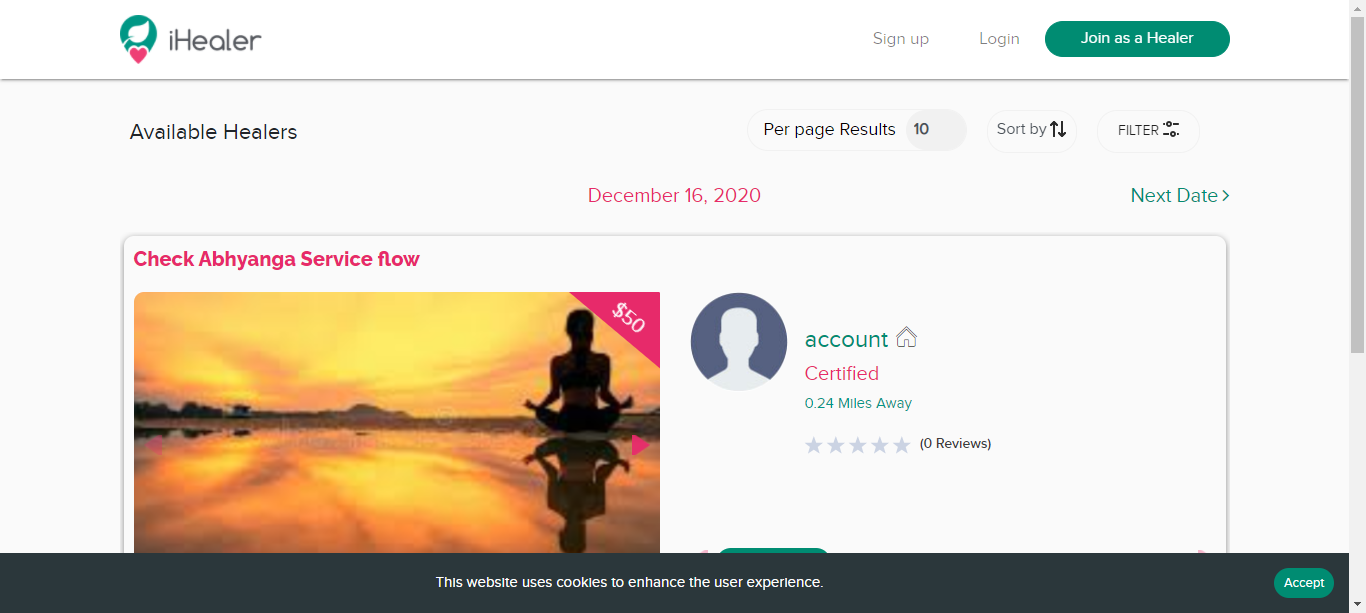 iHealer
Sign up
Login
Join as a Healer
Available Healers
Per page Results
10
Sort by
FILTER
December 16, 2020
Next Date
Check Abhyanga Service flow
$50
account
Certified
0.24 Miles Away
(0 Reviews)
This website uses cookies to enhance the user experience.
Accept